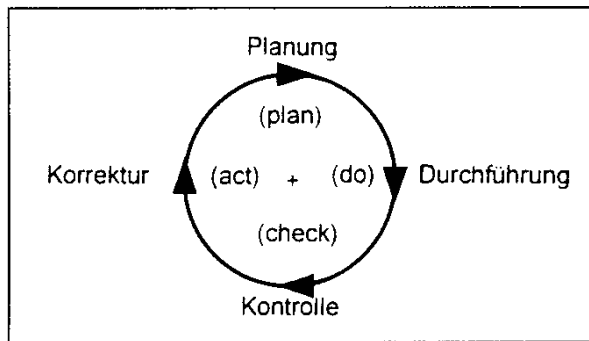 Planung
(plan)
Korrektur (act) + (do) Durchführung
(check)
Kontrolle